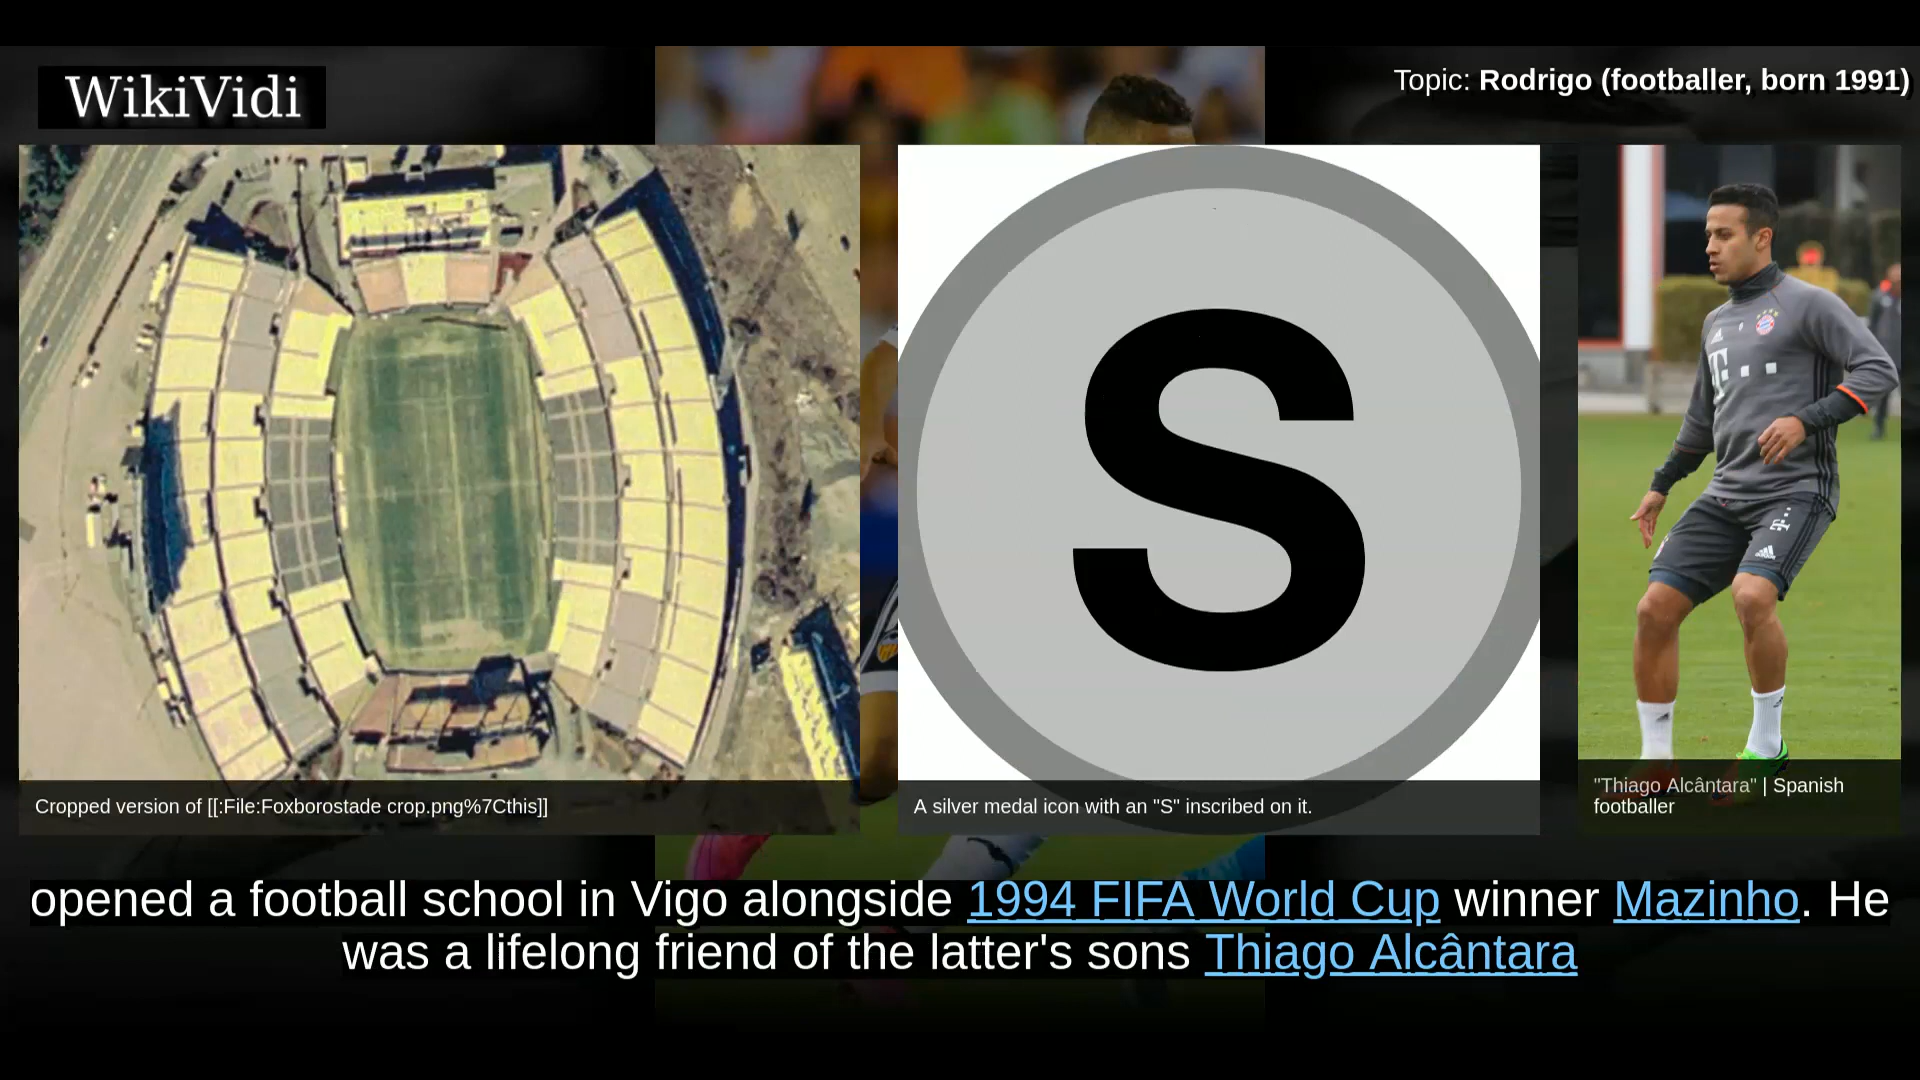 WikiVidi
Topic: Rodrigo (footballer, born 1991)
S
T
Cropped version of [[:File:Foxborostade crop.png%7Cthis]]
A silver medal icon with an "S" inscribed on it.
"Thiago Alcântara" | Spanish
footballer
opened a football school in Vigo alongside 1994 FIFA World Cup winner Mazinho. He
was a lifelong friend of the latter's sons Thiago Alcântara